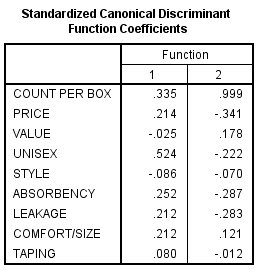 Standardized Canonical Discriminant
Function Coefficients
Function
1 2
COUNT PER BOX .335 .999
PRICE .214 -.341
VALUE -.025 .178
UNISEX .524 -.222
STYLE -.086 -.070
ABSORBENCY .252 -.287
LEAKAGE .212 -.283
COMFORT/SIZE .212 .121
TAPING .080 -.012